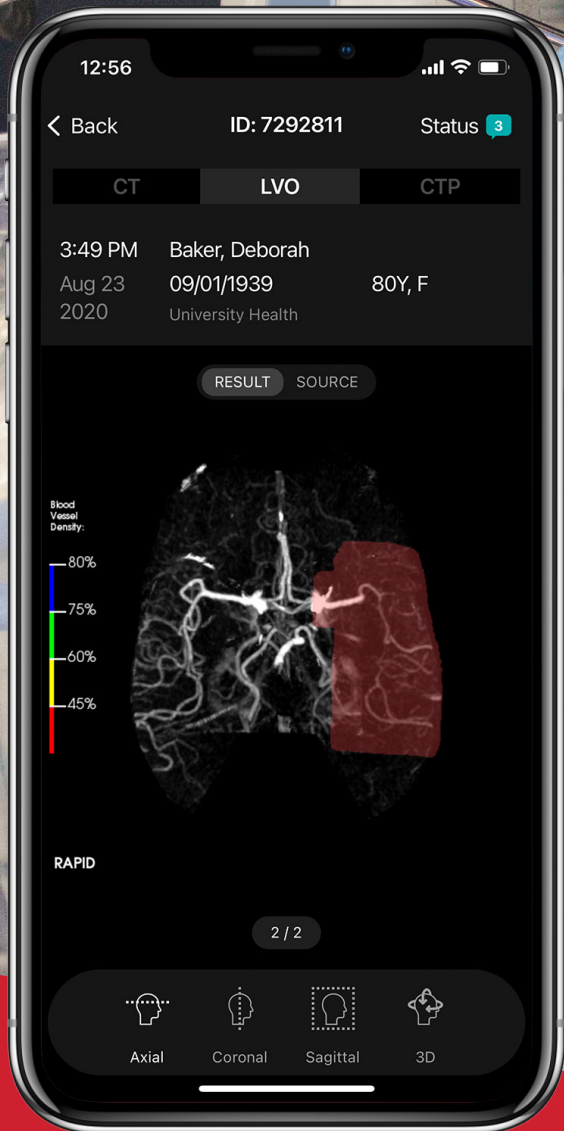 12:56
Back ID: 7292811 Status 3
CT LVO CTP
3:49 PM Baker, Deborah
Aug 23 09/01/1939 80Y, F
2020 University Health
RESULT SOURCE
Blood
Vessel
Density:
80%
75%
60%
45%
RAPID
2 / 2
Axial Coronal Sagittal 3D